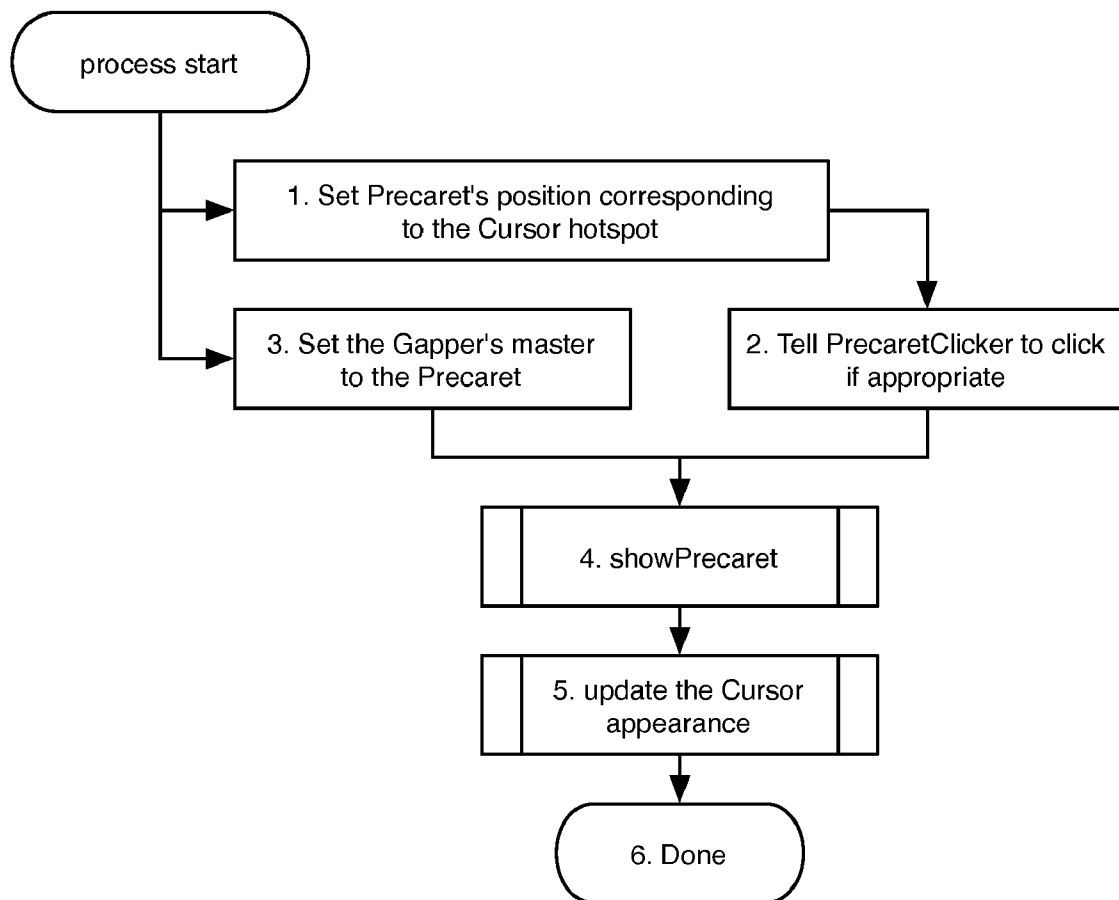 process start
1. Set Precaret's position corresponding
to the Cursor hotspot
3. Set the Gapper's master
to the Precaret
2. Tell PrecaretClicker to click
if appropriate
4. showPrecaret
5. update the Cursor
appearance
6. Done